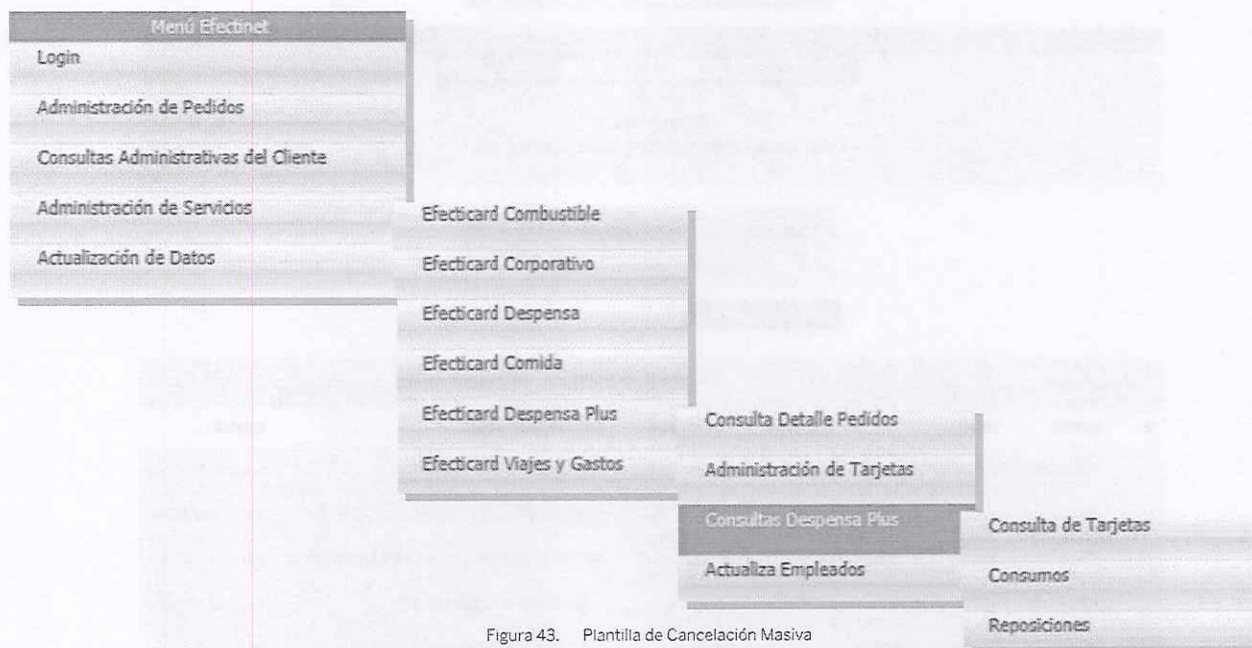 Menú Efectinet
Login
Administración de Pedidos
Consultas Administrativas del Cliente
Administración de Servicios
Actualización de Datos
Efecticard Combustible
Efecticard Corporativo
Efecticard Despensa
Efecticard Comida
Efecticard Despensa Plus
Efecticard Viajes y Gastos
Consulta Detalle Pedidos
Administración de Tarjetas
Consultas Despensa Plus
Actualiza Empleados
Consulta de Tarjetas
Consumos
Reposiciones
Figura 43. Plantilla de Cancelación Masiva